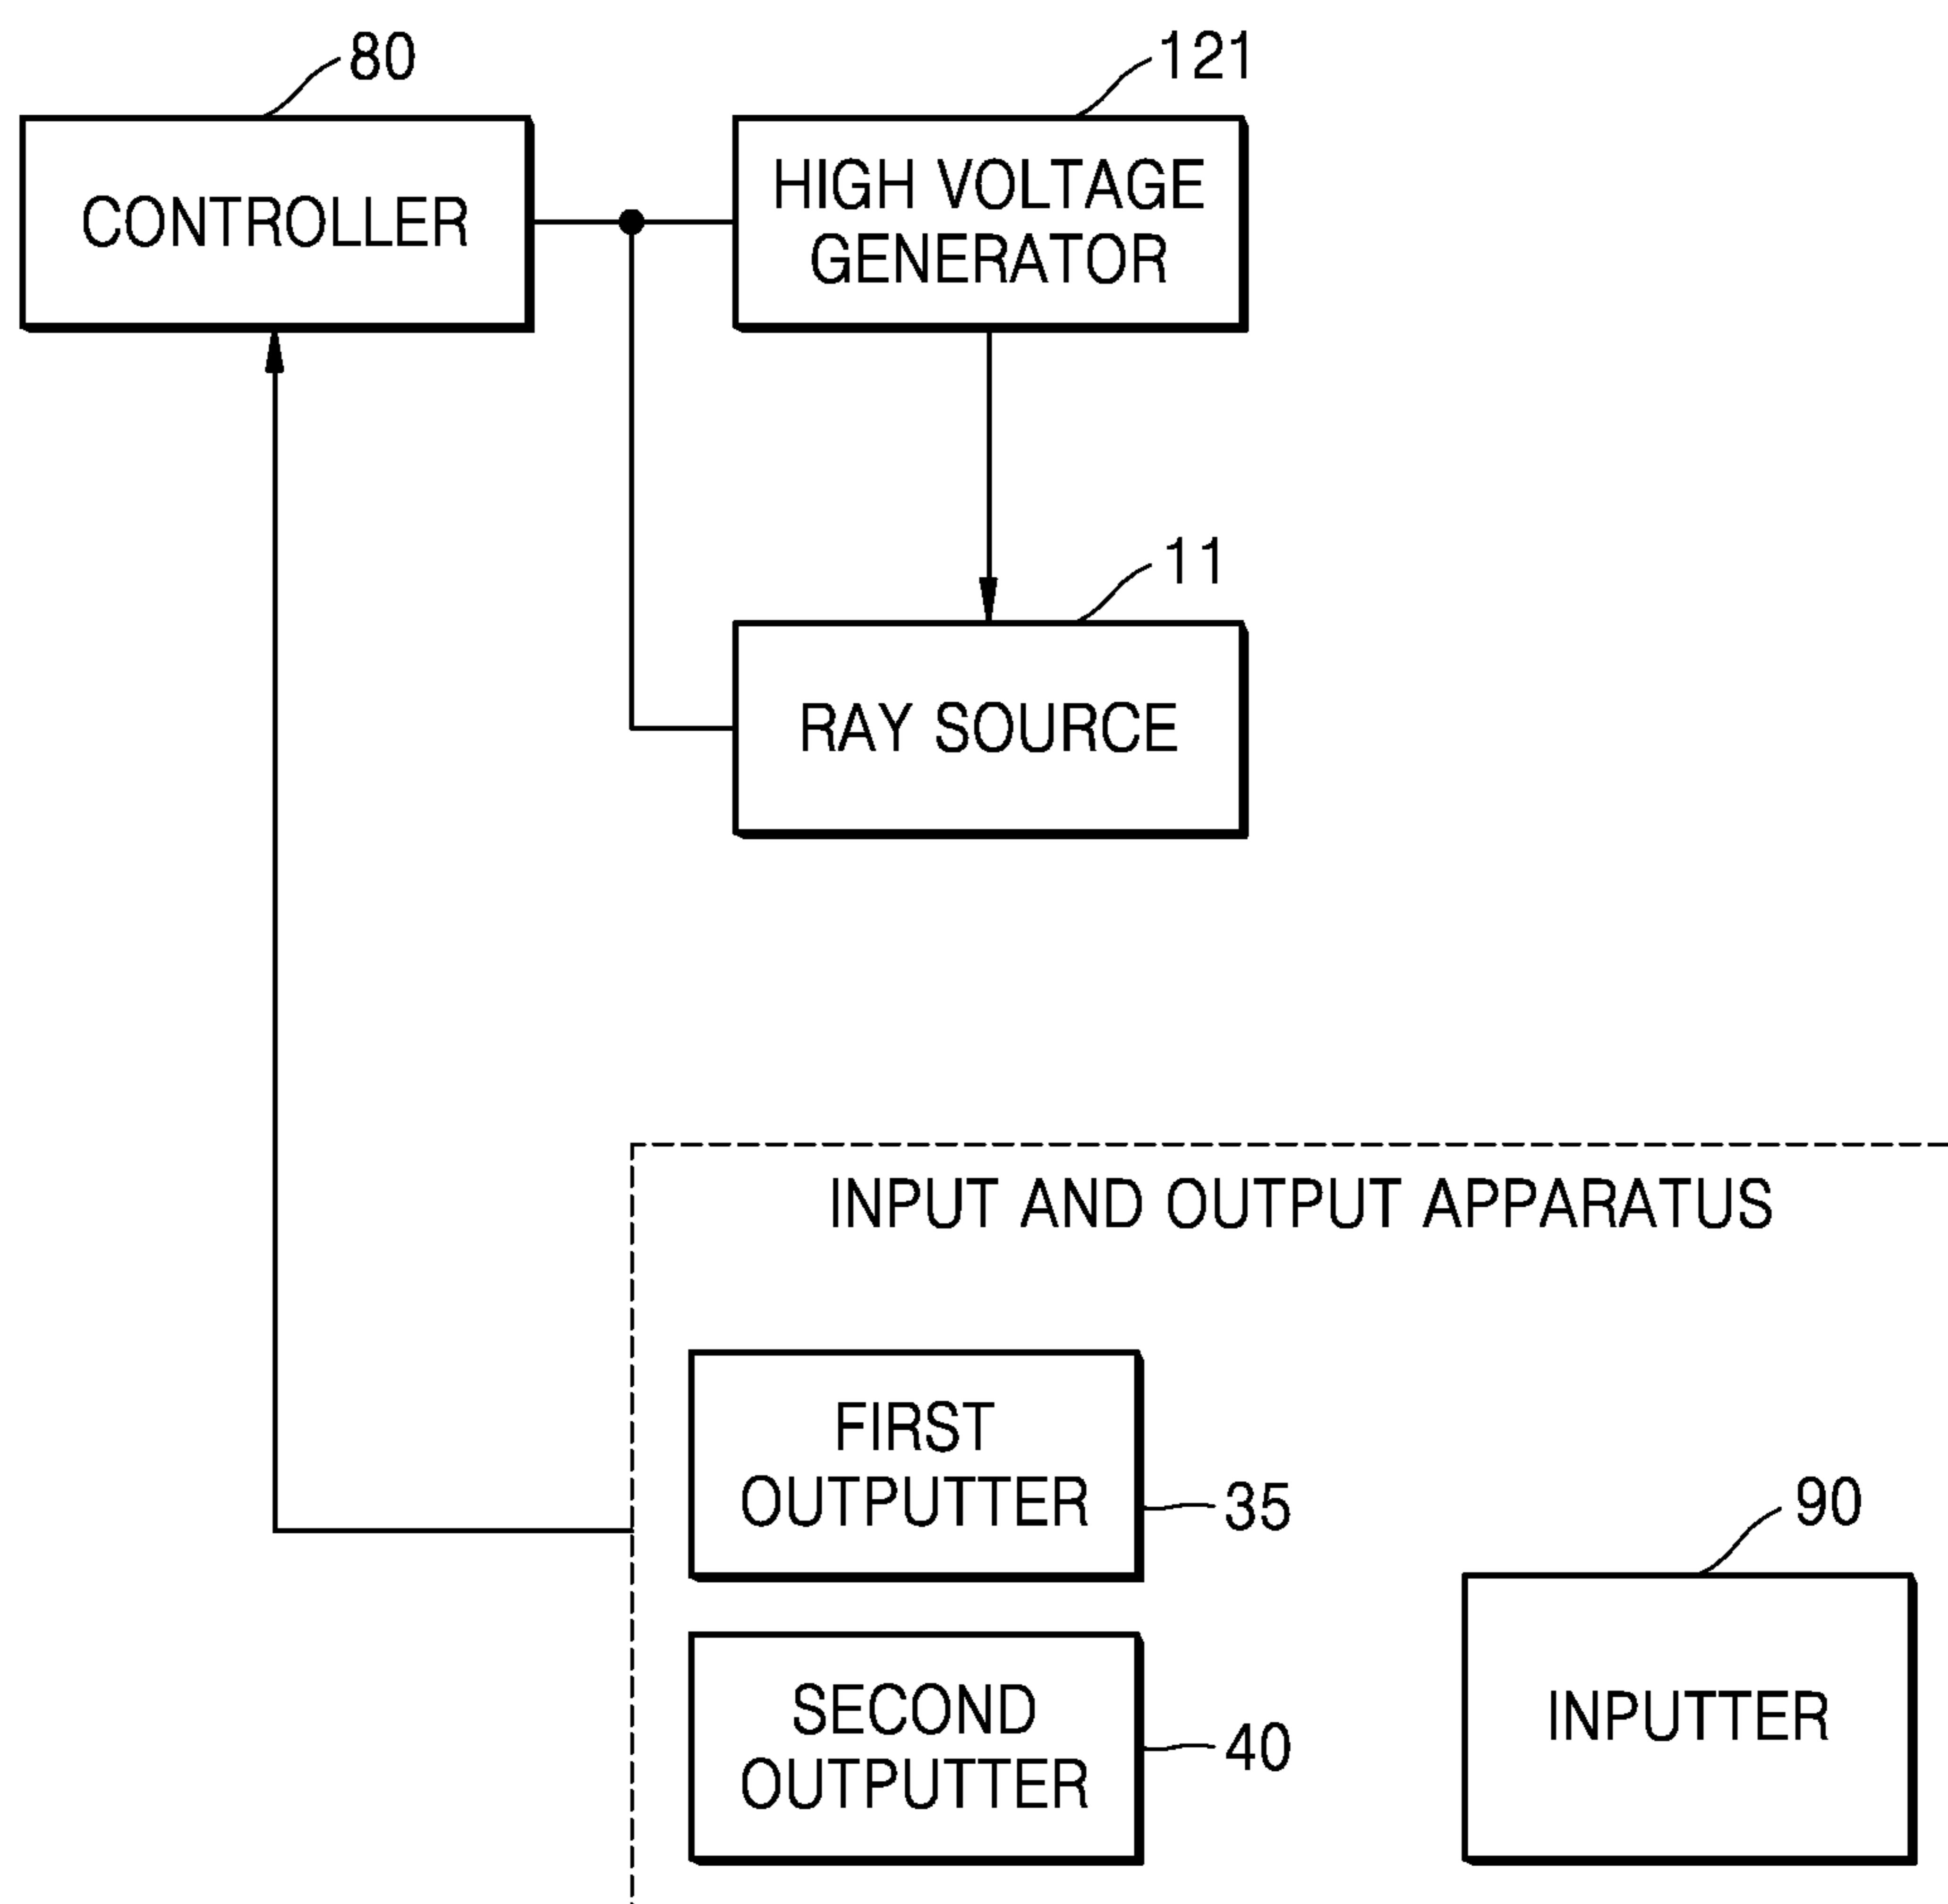 80
121
CONTROLLER
HIGH VOLTAGE
GENERATOR
11
RAY SOURCE
INPUT AND OUTPUT APPARATUS
FIRST
OUTPUTTER
35
90
SECOND
OUTPUTTER
40
INPUTTER